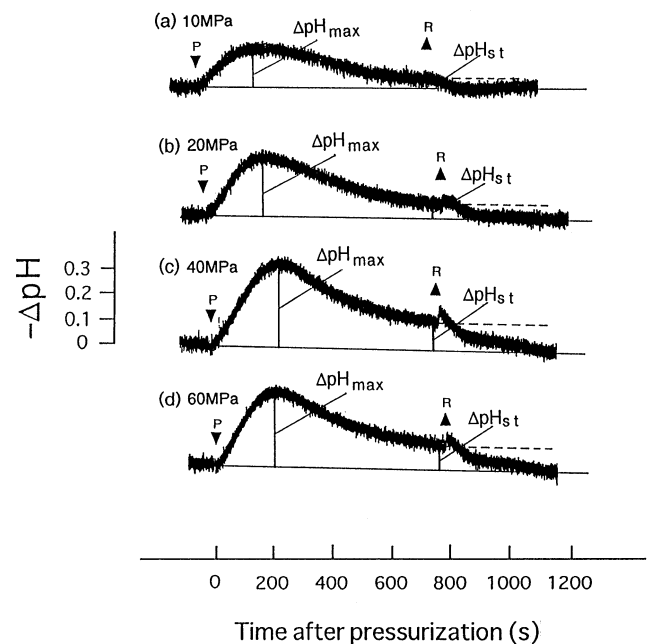 (a) 10MPa
P
ΔpHmax
R
ΔpHst
(b) 20MPa
P
ΔpHmax
R
ΔpHst
(c) 40MPa
P
ΔpHmax
R
ΔpHst
(d) 60MPa
P
ΔpHmax
R
ΔpHst
−ΔpH
0.3
0.2
0.1
0
0 200 400 600 800 1000 1200
Time after pressurization (s)